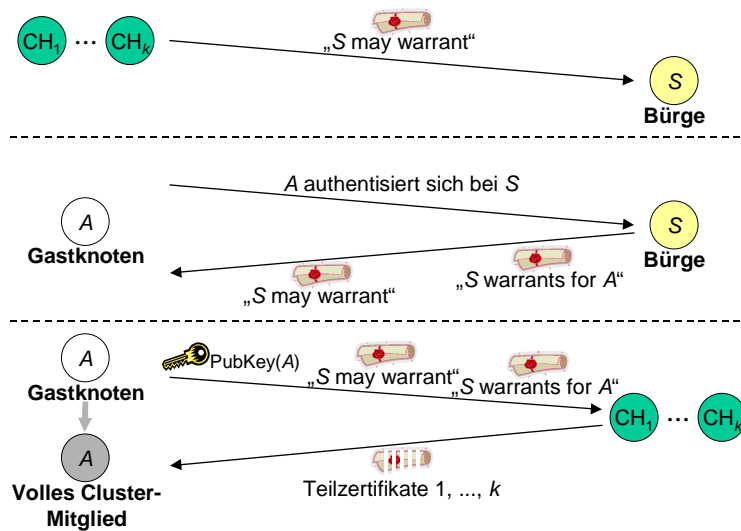 CH1 ... CHk
„S may warrant“
S
Bürge
A authentisiert sich bei S
A
Gastknoten
S
Bürge
„S may warrant“
„S warrants for A“
A
Gastknoten
PubKey(A)
„S may warrant“
„S warrants for A“
CH1 ... CHk
A
Volles Cluster-
Mitglied
Teilzertifikate 1, ..., k